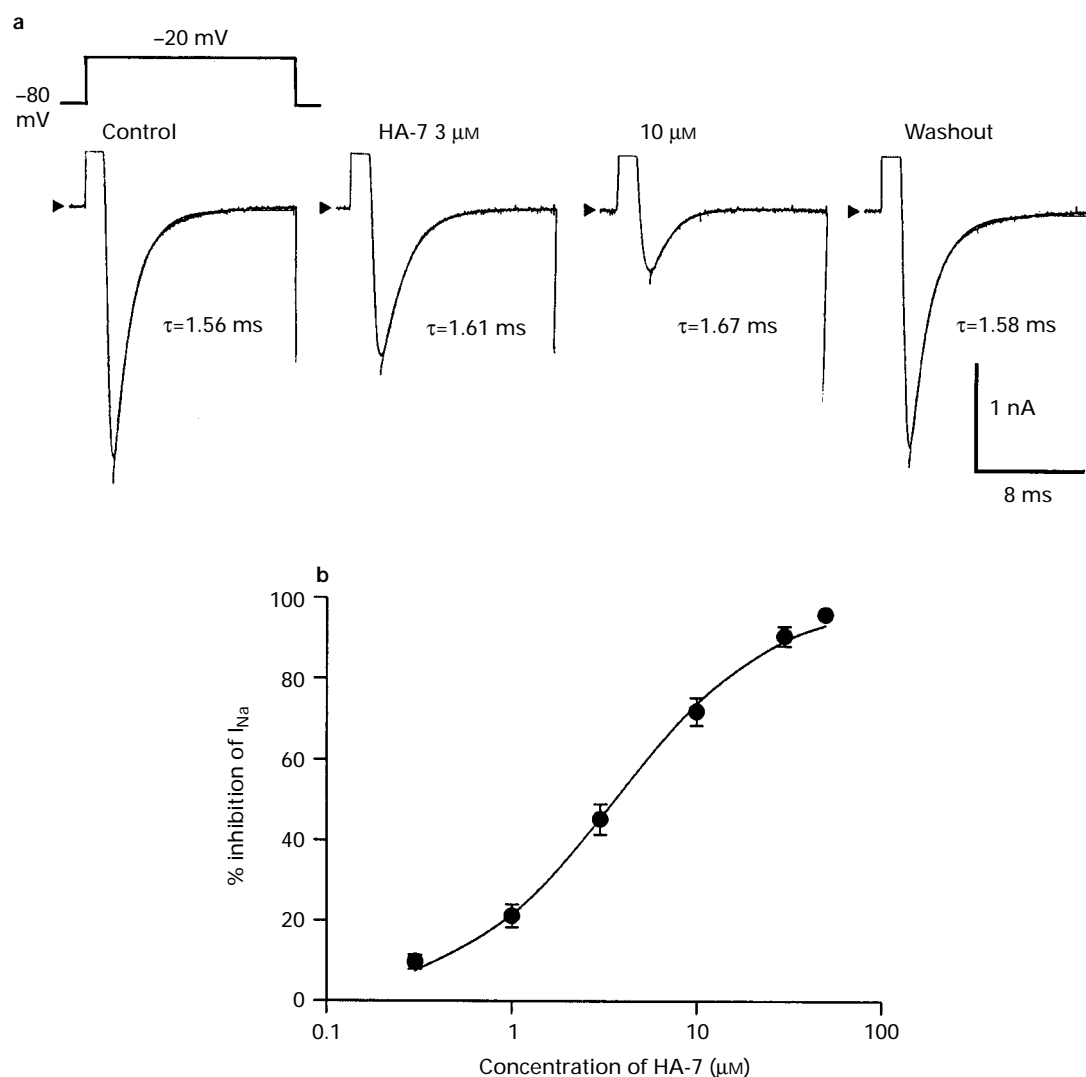 a
–20 mV
–80
mV
Control
HA-7 3 μM
10 μM
Washout
τ=1.56 ms
τ=1.61 ms
τ=1.67 ms
τ=1.58 ms
1 nA
8 ms
b
100
80
60
40
20
0
% inhibition of I_Na
0.1
1
10
100
Concentration of HA-7 (μM)